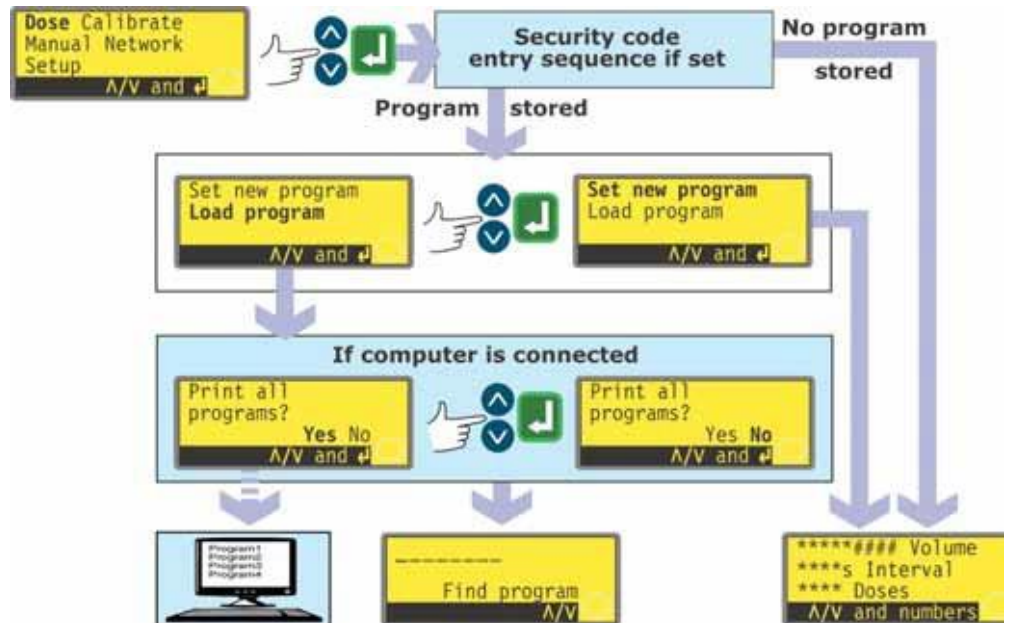 Dose Calibrate
Manual Network
Setup
Λ/V and ↲
Security code
entry sequence if set
No program
stored
Program stored
Set new program
Load program
Λ/V and ↲
Set new program
Load program
Λ/V and ↲
If computer is connected
Print all
programs?
Yes No
Λ/V and ↲
Print all
programs?
Yes No
Λ/V and ↲
Program1
Program2
Program3
Program4
--------
Find program
Λ/V
*****#### Volume
****s Interval
**** Doses
Λ/V and numbers